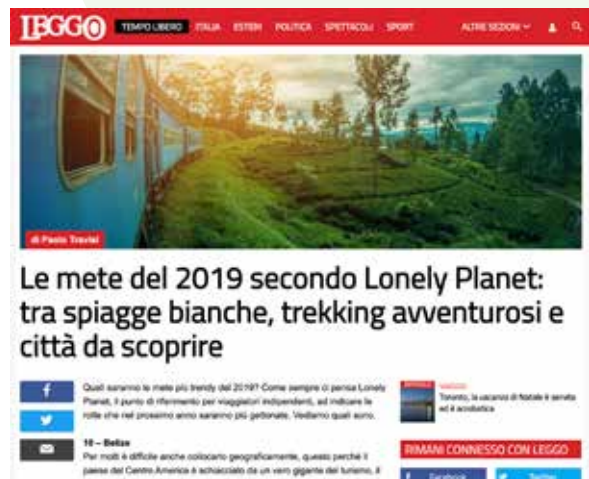 LEGGO
TEMPO LIBERO ITALIA ESTERI POLITICA SPETTACOLI SPORT ALTRE SEZIONI
di Paolo Travisi
Le mete del 2019 secondo Lonely Planet:
tra spiagge bianche, trekking avventurosi e
città da scoprire
Quali saranno le mete più trendy del 2019? Come sempre ci pensa Lonely
Planet, il punto di riferimento per viaggiatori indipendenti, ad indicare le
rotte che nel prossimo anno saranno più gettonate. Vediamo quali sono.
10 – Belize
Per molti è difficile anche collocarlo geograficamente, questo perché il
paese del Centro America è schiacciato da un vero gigante del turismo, il
VIAGGIO
Toronto, la vacanza di Natale è servita
ed è acrobatica
RIMANI CONNESSO CON LEGGO
Facebook Twitter